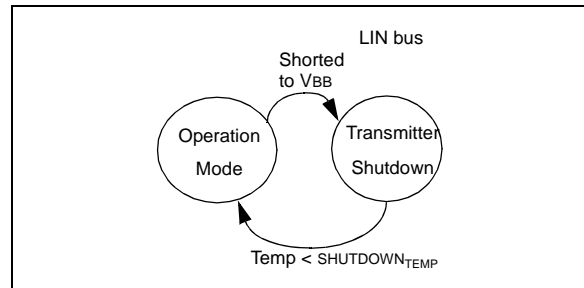 LIN bus
Shorted
to VBB
Operation
Mode
Transmitter
Shutdown
Temp < SHUTDOWNTEMP